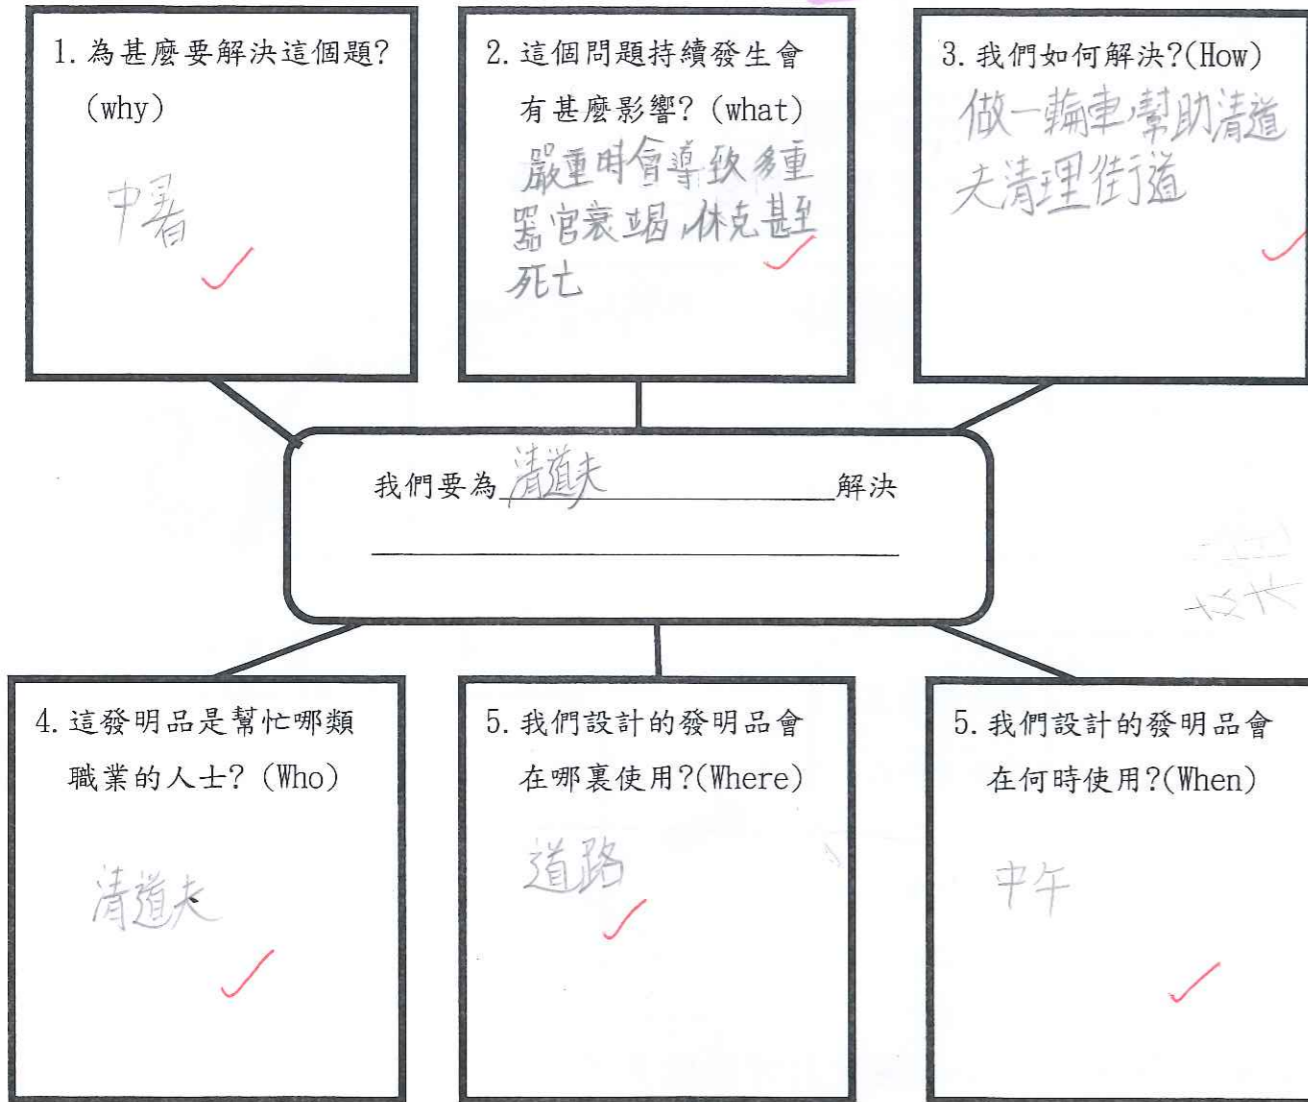 1.為甚麼要解決這個題?
(why)
中暑
2.這個問題持續發生會
有甚麼影響? (what)
嚴重時會導致多重
器官衰竭,休克甚至
死亡
3.我們如何解決?(How)
做一輪車,幫助清道
夫清理街道
我們要為清道夫解決
4.這發明品是幫忙哪類
職業的人士? (Who)
清道夫
5.我們設計的發明品會
在哪裏使用?(Where)
道路
5.我們設計的發明品會
在何時使用?(When)
中午